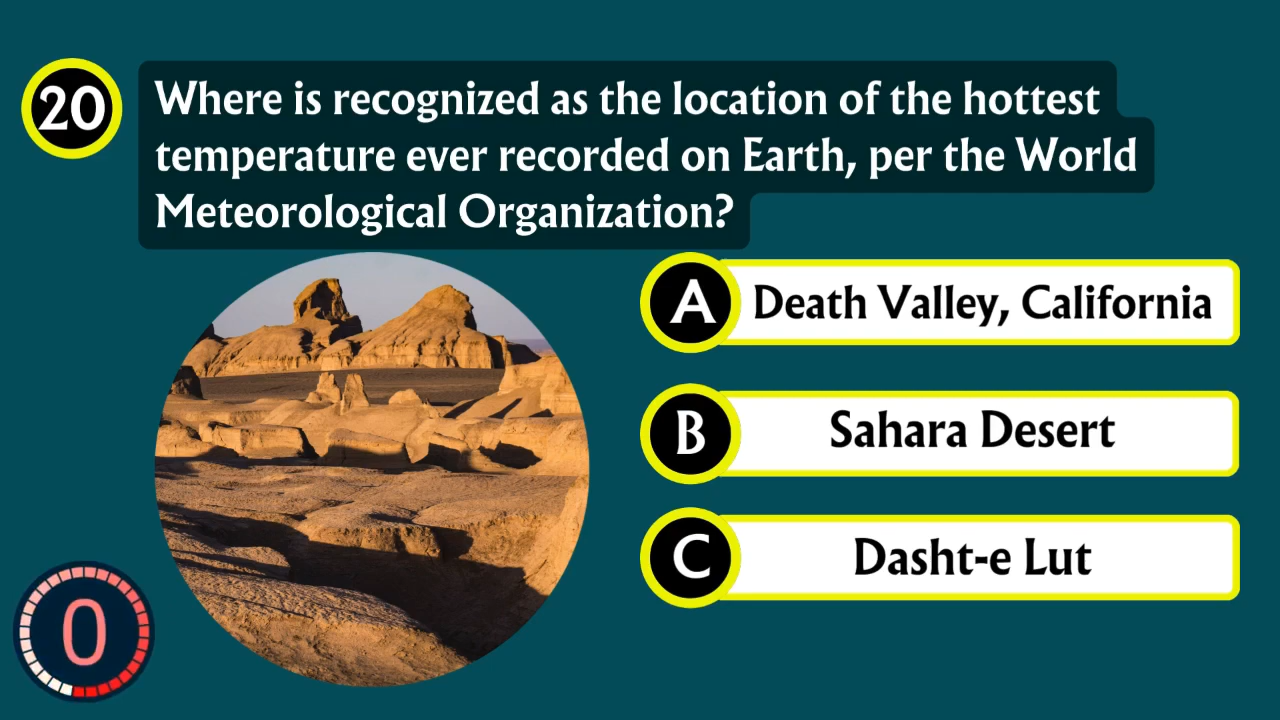 20
Where is recognized as the location of the hottest
temperature ever recorded on Earth, per the World
Meteorological Organization?
A Death Valley, California
B Sahara Desert
C Dasht-e Lut
0